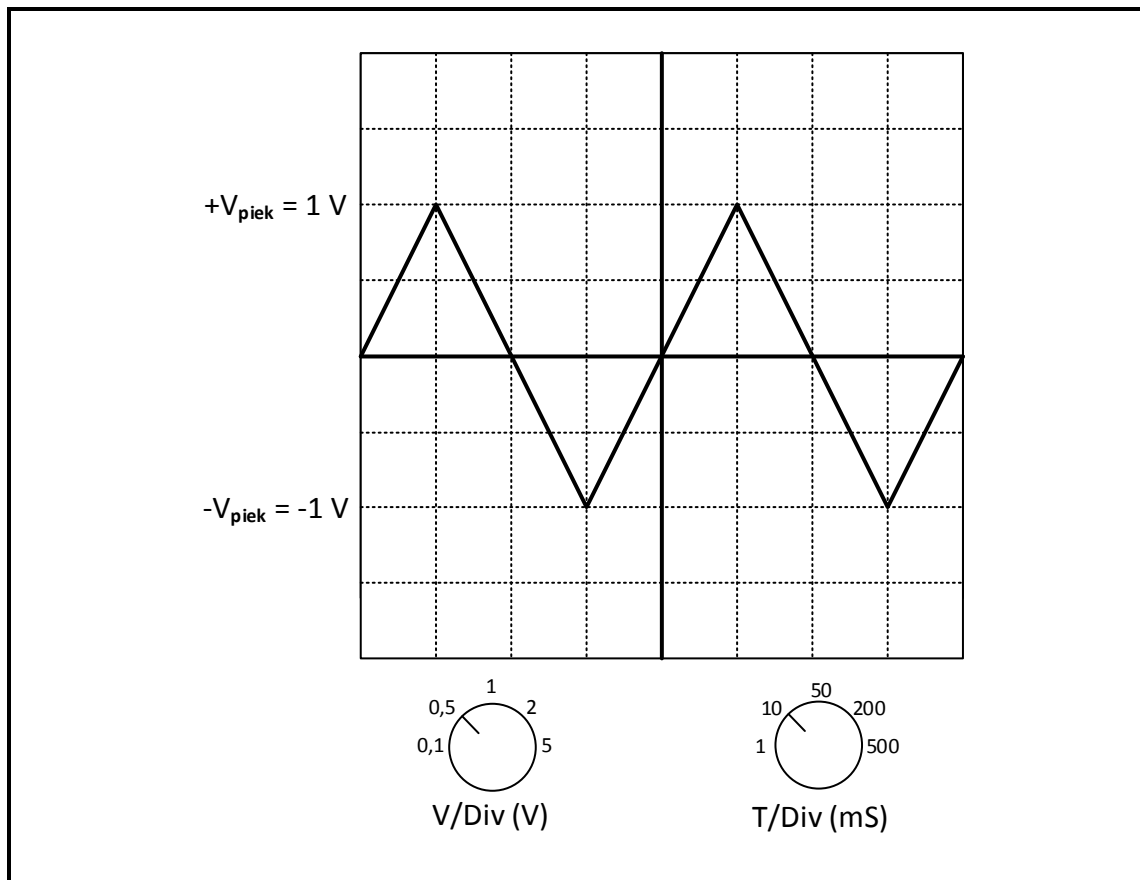 +Vpiek = 1 V
-Vpiek = -1 V
0,1 0,5 1 2 5
V/Div (V)
1 10 50 200 500
T/Div (mS)